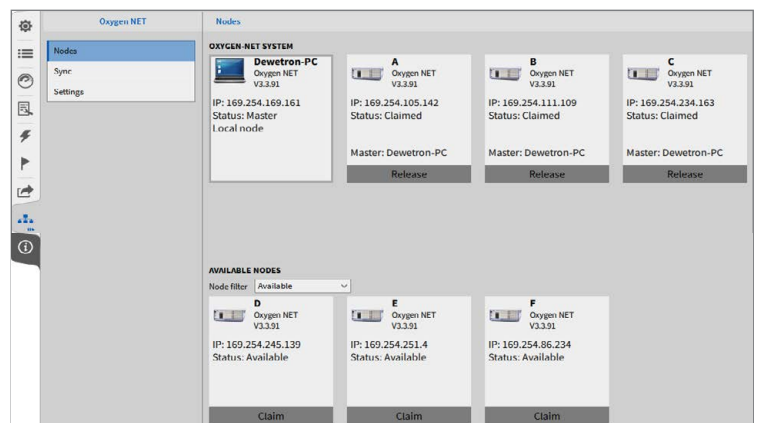 Oxygen NET
Nodes
Nodes
Sync
Settings
OXYGEN-NET SYSTEM
Dewetron-PC
Oxygen NET
V3.3.91
IP: 169.254.169.161
Status: Master
Local node
A
Oxygen NET
V3.3.91
IP: 169.254.105.142
Status: Claimed
Master: Dewetron-PC
Release
B
Oxygen NET
V3.3.91
IP: 169.254.111.109
Status: Claimed
Master: Dewetron-PC
Release
C
Oxygen NET
V3.3.91
IP: 169.254.234.163
Status: Claimed
Master: Dewetron-PC
Release
AVAILABLE NODES
Node filter Available
D
Oxygen NET
V3.3.91
IP: 169.254.245.139
Status: Available
Claim
E
Oxygen NET
V3.3.91
IP: 169.254.251.4
Status: Available
Claim
F
Oxygen NET
V3.3.91
IP: 169.254.86.234
Status: Available
Claim